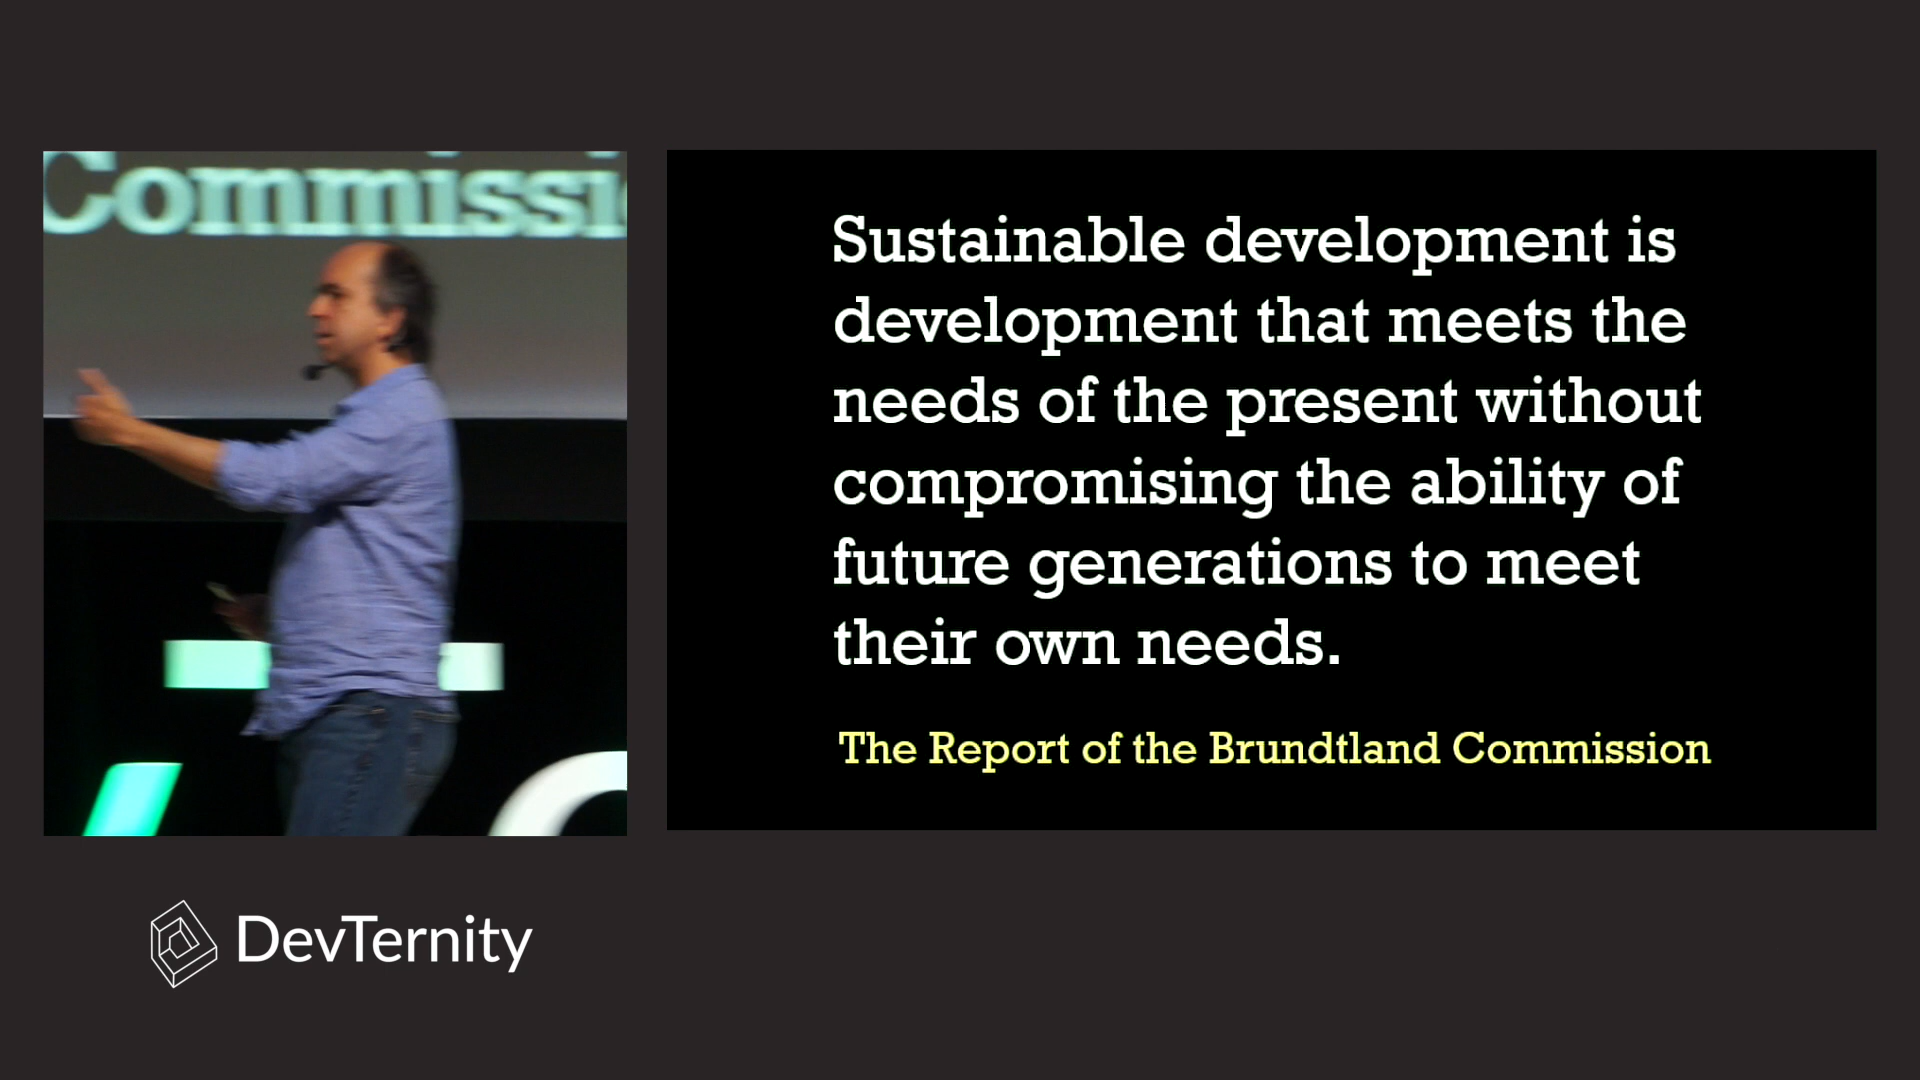 Commissi
Sustainable development is
development that meets the
needs of the present without
compromising the ability of
future generations to meet
their own needs.
The Report of the Brundtland Commission
DevTernity